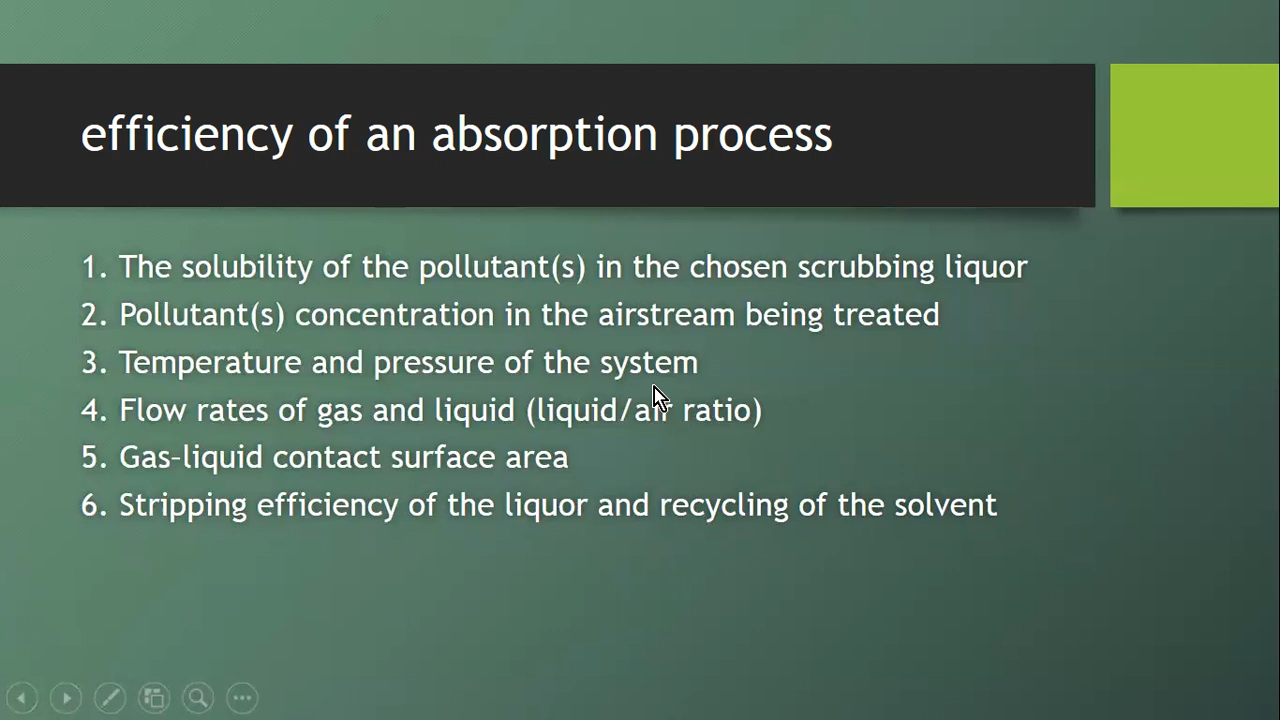 efficiency of an absorption process
1. The solubility of the pollutant(s) in the chosen scrubbing liquor
2. Pollutant(s) concentration in the airstream being treated
3. Temperature and pressure of the system
4. Flow rates of gas and liquid (liquid/air ratio)
5. Gas–liquid contact surface area
6. Stripping efficiency of the liquor and recycling of the solvent